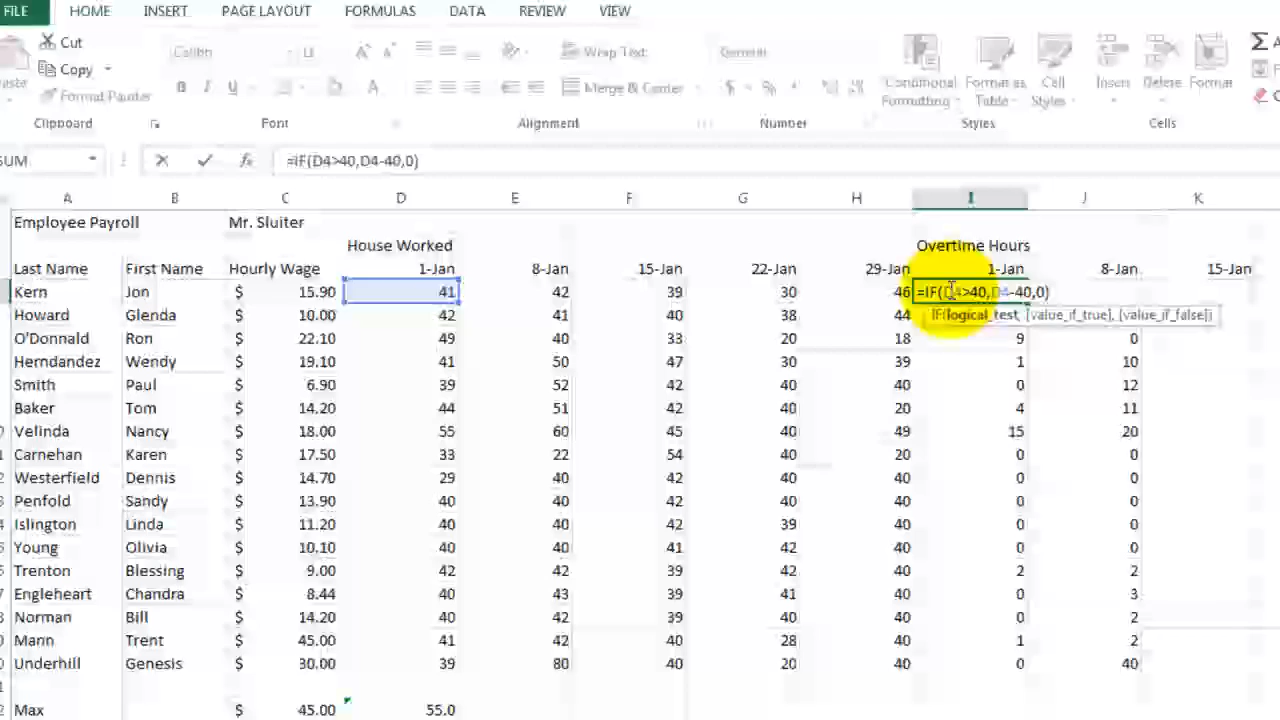 FILE HOME INSERT PAGE LAYOUT FORMULAS DATA REVIEW VIEW
Cut
Copy
Format Painter
Calibri 11 Wrap Text General
Merge & Center $ %
Conditional Formatting Format as Table Cell Styles Insert Delete Format
Clipboard Font Alignment Number Styles Cells
=IF(D4>40,D4-40,0)
A B C D E F G H I J K
Employee Payroll Mr. Sluiter
House Worked Overtime Hours
Last Name First Name Hourly Wage 1-Jan 8-Jan 15-Jan 22-Jan 29-Jan 1-Jan 8-Jan 15-Jan
Kern Jon $ 15.90 41 42 39 30 46 =IF(D4>40,D4-40,0)
Howard Glenda $ 10.00 42 41 40 38 44 IF(logical_test, [value_if_true], [value_if_false])
O'Donnald Ron $ 22.10 49 40 33 20 18 9 0
Herndandez Wendy $ 19.10 41 50 47 30 39 1 10
Smith Paul $ 6.90 39 52 42 40 40 0 12
Baker Tom $ 14.20 44 51 42 40 20 4 11
Velinda Nancy $ 18.00 55 60 45 40 49 15 20
Carnehan Karen $ 17.50 33 22 54 40 20 0 0
Westerfield Dennis $ 14.70 29 40 42 40 40 0 0
Penfold Sandy $ 13.90 40 40 42 40 40 0 0
Islington Linda $ 11.20 40 40 42 39 40 0 0
Young Olivia $ 10.10 40 40 41 42 40 0 0
Trenton Blessing $ 9.00 42 42 39 42 40 2 2
Engleheart Chandra $ 8.44 40 43 39 41 40 0 3
Norman Bill $ 14.20 40 42 39 40 40 0 2
Mann Trent $ 45.00 41 42 40 28 40 1 2
Underhill Genesis $ 30.00 39 80 40 20 40 0 40
Max $ 45.00 55.0